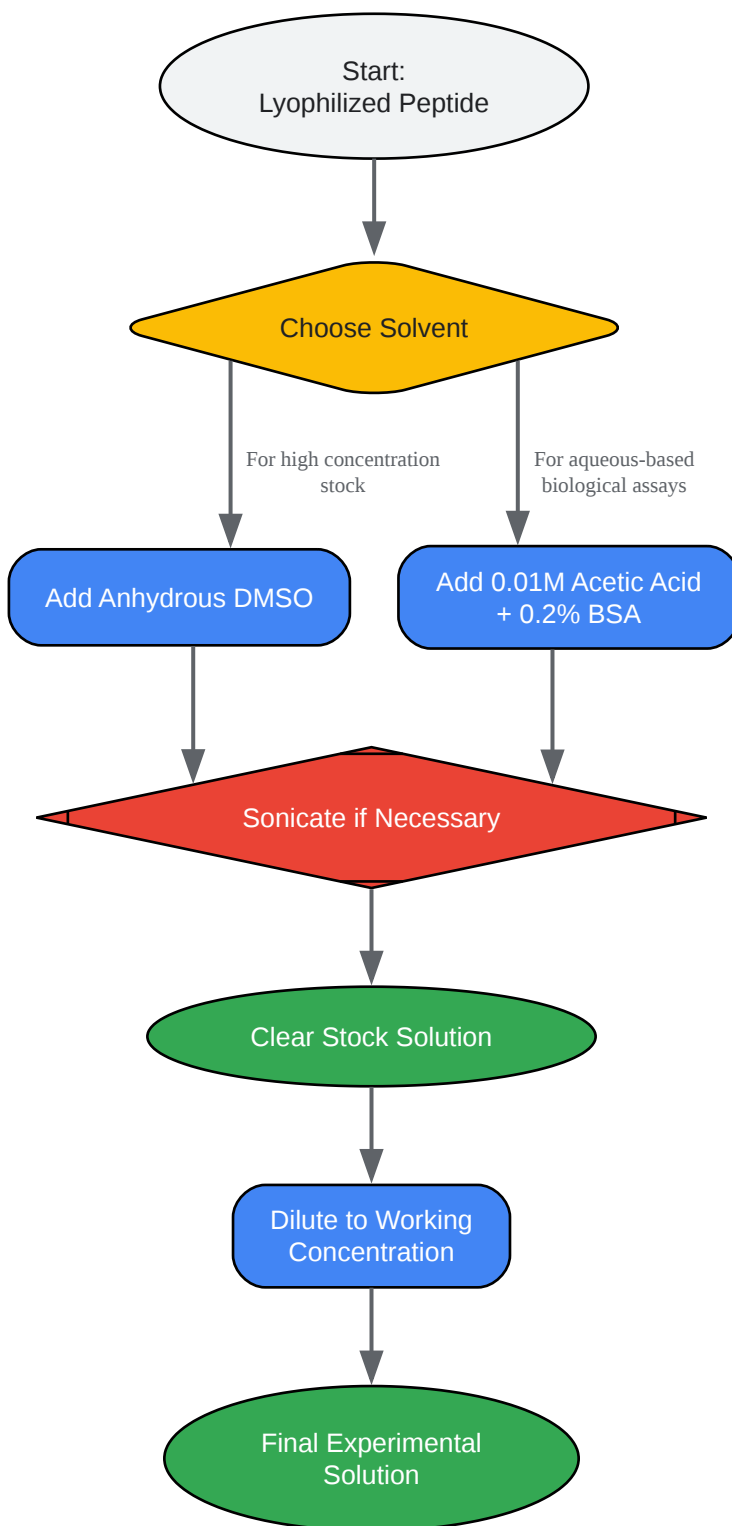 Start:
Lyophilized Peptide
Choose Solvent
For high concentration
stock
For aqueous-based
biological assays
Add Anhydrous DMSO
Add 0.01M Acetic Acid
+ 0.2% BSA
Sonicate if Necessary
Clear Stock Solution
Dilute to Working
Concentration
Final Experimental
Solution